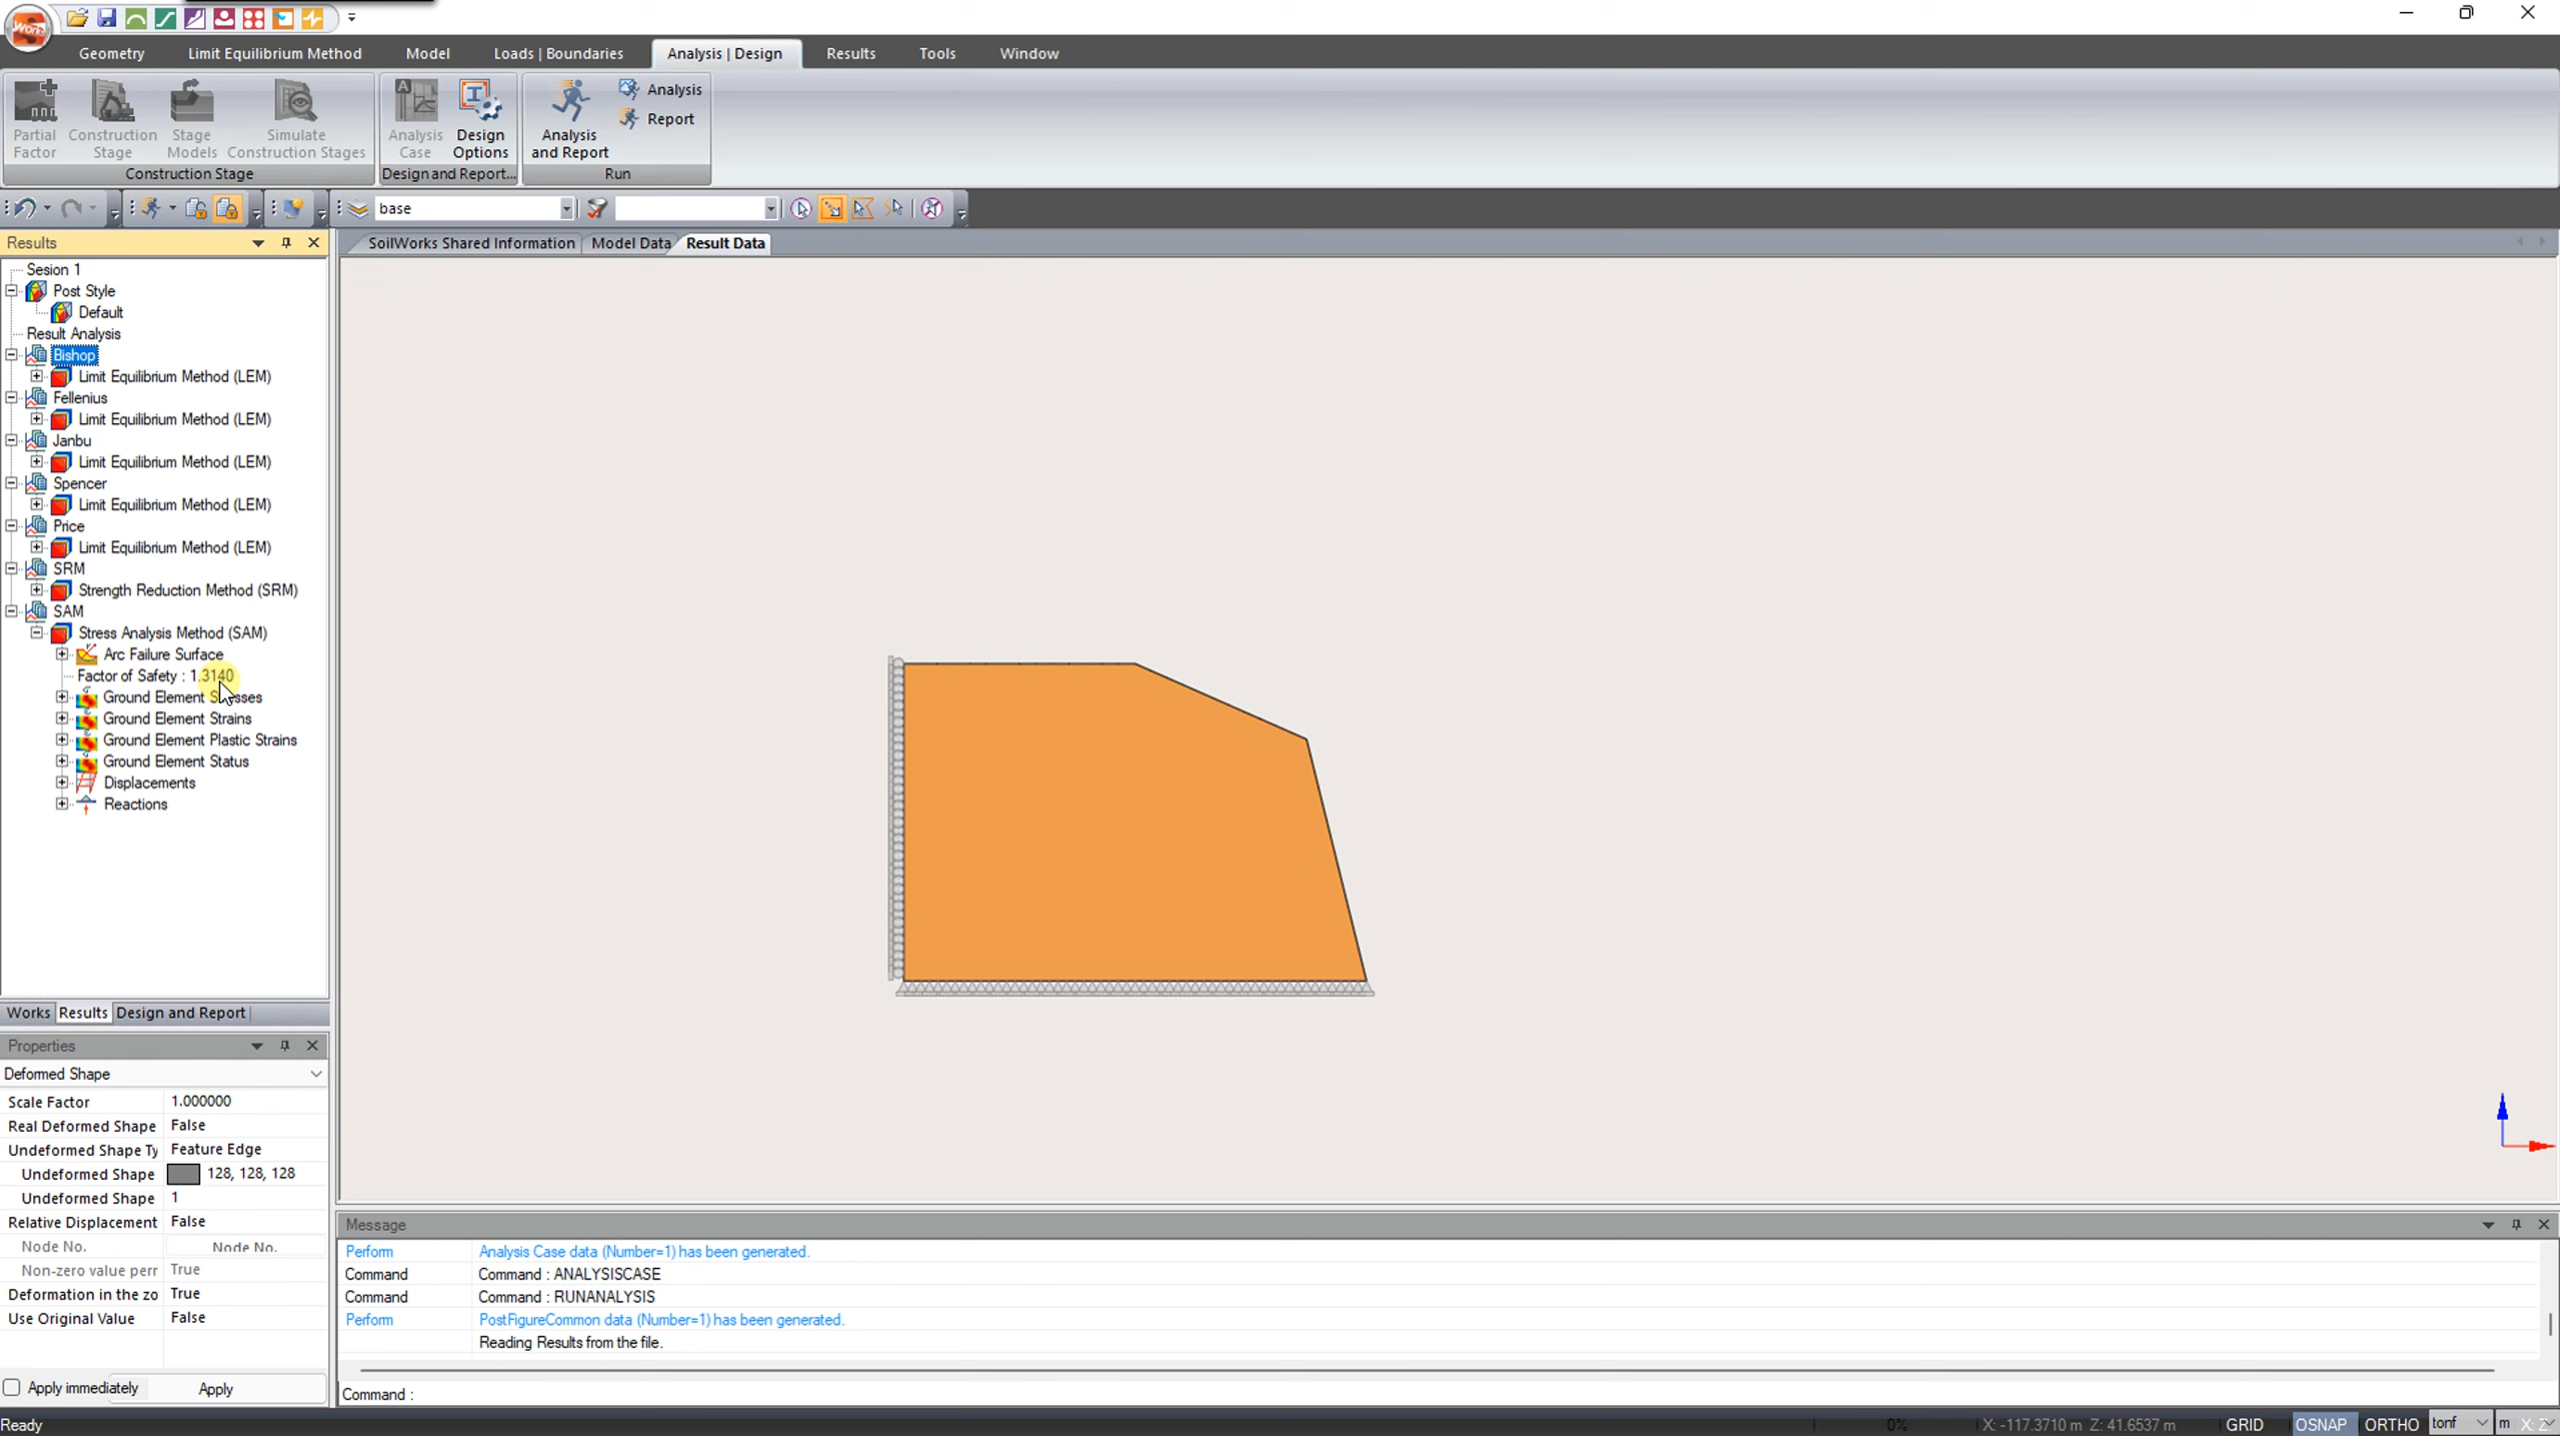 Geometry Limit Equilibrium Method Model Loads | Boundaries Analysis | Design Results Tools Window
Partial Factor
Construction Stage
Stage Models
Simulate Construction Stages
Construction Stage
Analysis Case
Design Options
Design and Report...
Analysis and Report
Analysis
Report
Run
base
Results
Sesion 1
Post Style
Default
Result Analysis
Bishop
Limit Equilibrium Method (LEM)
Fellenius
Limit Equilibrium Method (LEM)
Janbu
Limit Equilibrium Method (LEM)
Spencer
Limit Equilibrium Method (LEM)
Price
Limit Equilibrium Method (LEM)
SRM
Strength Reduction Method (SRM)
SAM
Stress Analysis Method (SAM)
Arc Failure Surface
Factor of Safety : 1.3140
Ground Element Stresses
Ground Element Strains
Ground Element Plastic Strains
Ground Element Status
Displacements
Reactions
Works Results Design and Report
SoilWorks Shared Information Model Data Result Data
Properties
Deformed Shape
Scale Factor 1.000000
Real Deformed Shape False
Undeformed Shape Ty Feature Edge
Undeformed Shape 128, 128, 128
Undeformed Shape 1
Relative Displacement False
Node No. Node No.
Non-zero value perr True
Deformation in the zo True
Use Original Value False
Apply immediately Apply
Message
Perform Analysis Case data (Number=1) has been generated.
Command Command : ANALYSISCASE
Command Command : RUNANALYSIS
Perform PostFigureCommon data (Number=1) has been generated.
Reading Results from the file.
Command :
Ready 0% X: -117.3710 m Z: 41.6537 m GRID OSNAP ORTHO tonf m